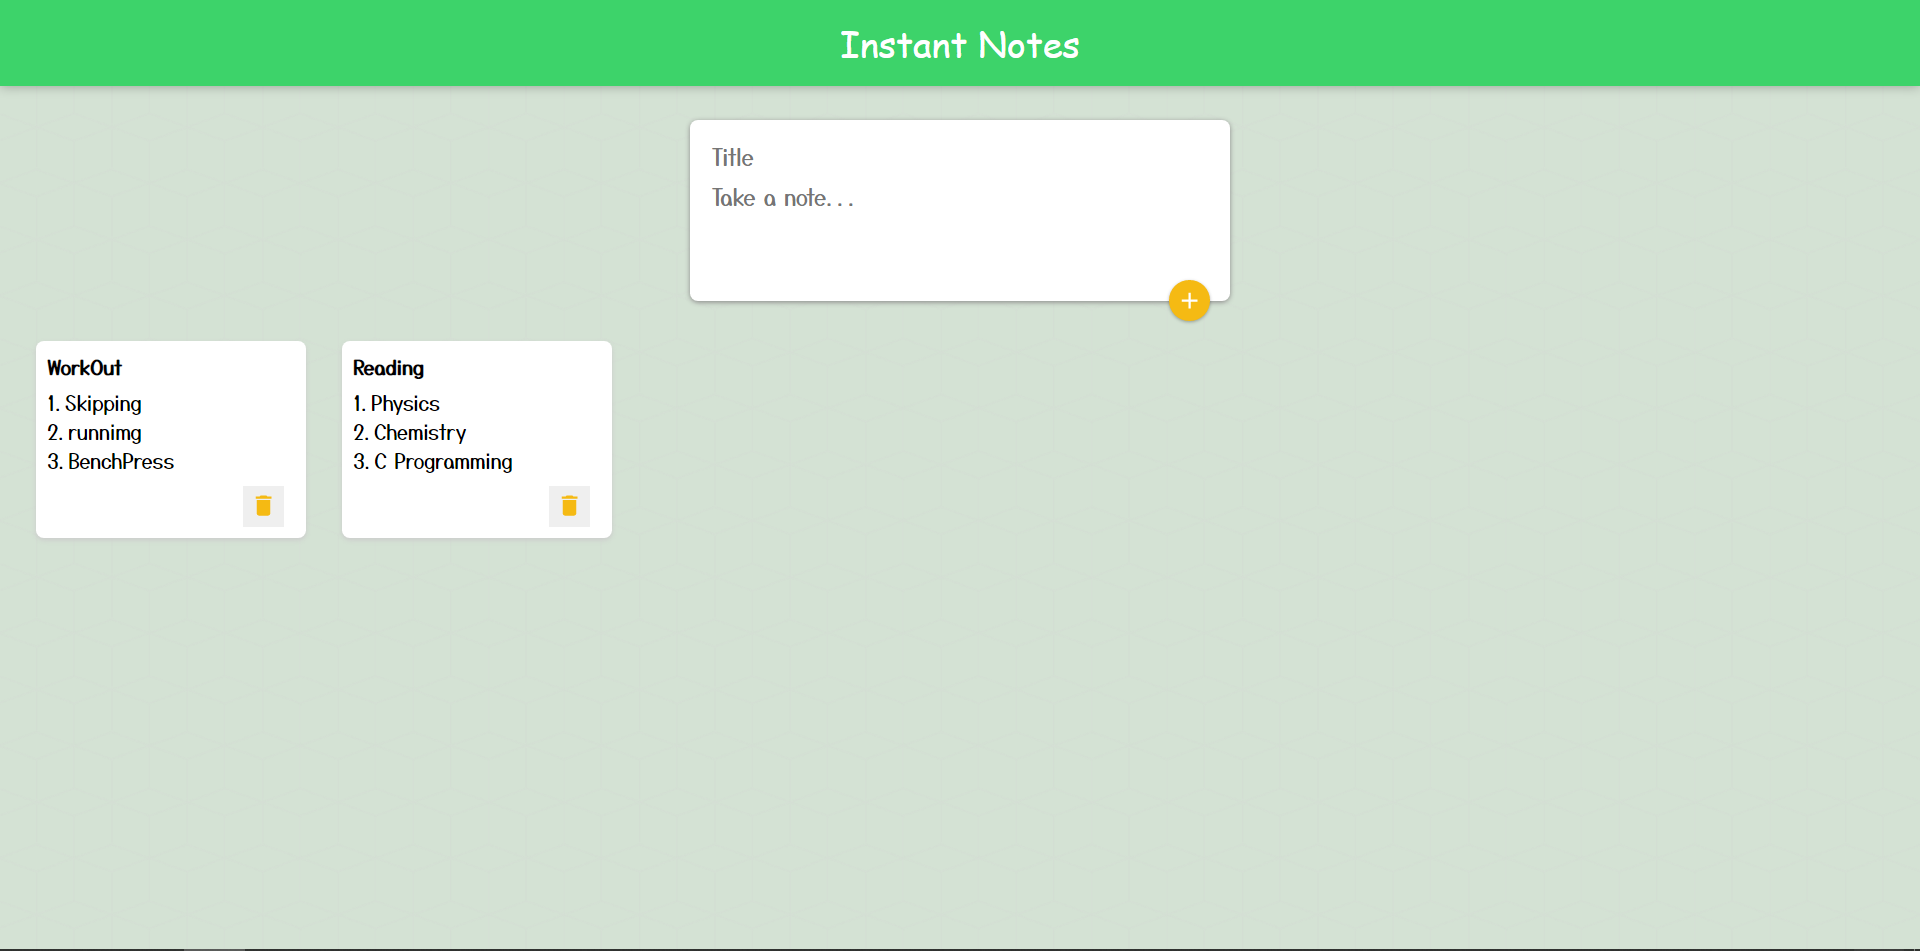 Instant Notes
Title
Take a note...
WorkOut
1. Skipping
2. runnimg
3. BenchPress
Reading
1. Physics
2. Chemistry
3. C Programming